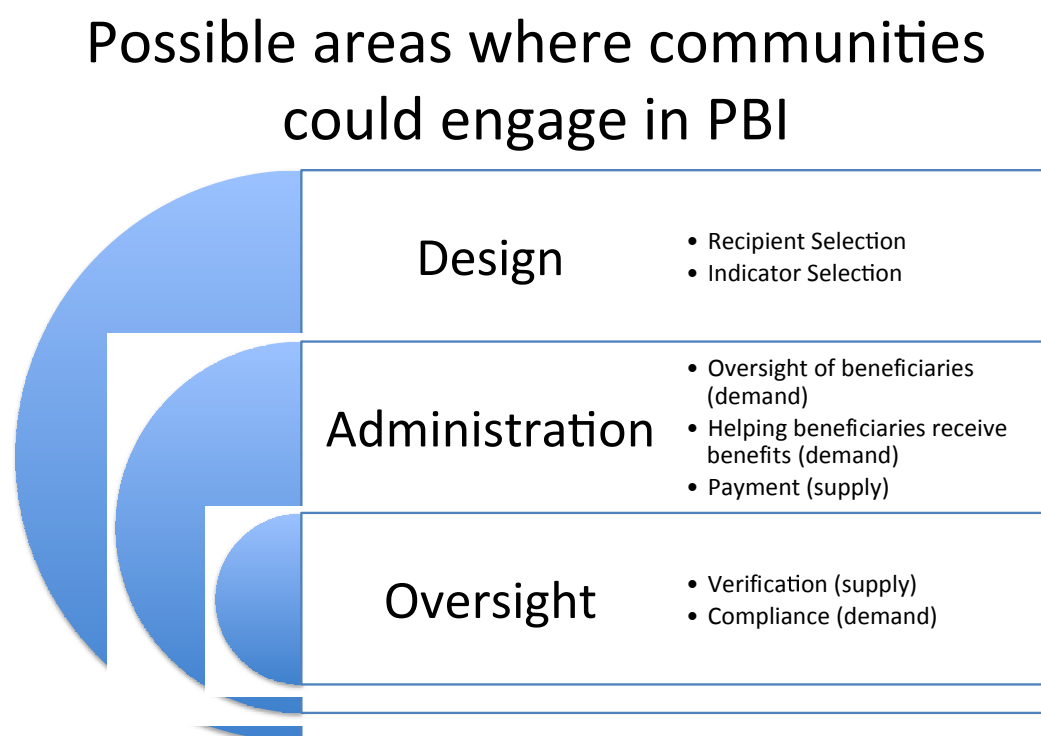 Possible areas where communities
could engage in PBI
Design
• Recipient Selection
• Indicator Selection
Administration
• Oversight of beneficiaries
(demand)
• Helping beneficiaries receive
benefits (demand)
• Payment (supply)
Oversight
• Verification (supply)
• Compliance (demand)